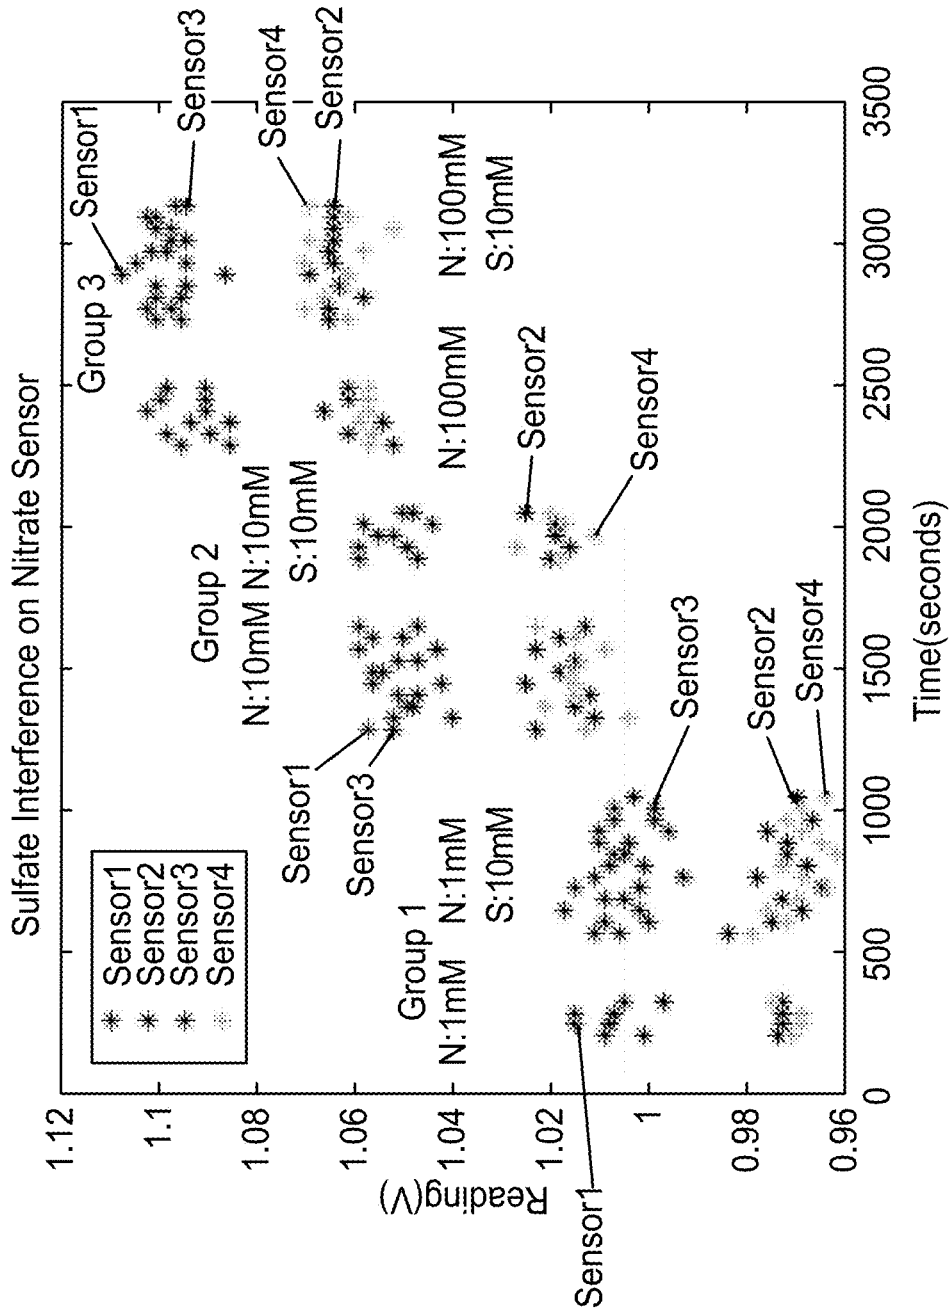 Sulfate Interference on Nitrate Sensor
Sensor1
Sensor2
Sensor3
Sensor4
Reading(V)
1.12
1.1
1.06
1.04
1.02
1
0.98
0.96
0
500
1000
1500
2000
2500
3000
3500
Time(seconds)
Group 1
N:1mM N:1mM
S:10mM
Group 2
N:10mM N:10mM
S:10mM
Group 3
N:100mM N:100mM
S:10mM
Sensor1
Sensor3
Sensor2
Sensor4
Sensor1
Sensor3
Sensor2
Sensor4
Sensor1
Sensor3
Sensor4
Sensor2